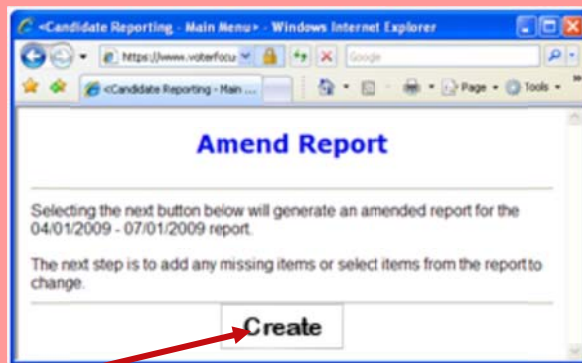 <Candidate Reporting - Main Menu> - Windows Internet Explorer
https://www.voterfocu
Google
<Candidate Reporting - Main ...
Page
Tools
Amend Report
Selecting the next button below will generate an amended report for the
04/01/2009 - 07/01/2009 report.
The next step is to add any missing items or select items from the report to
change.
Create